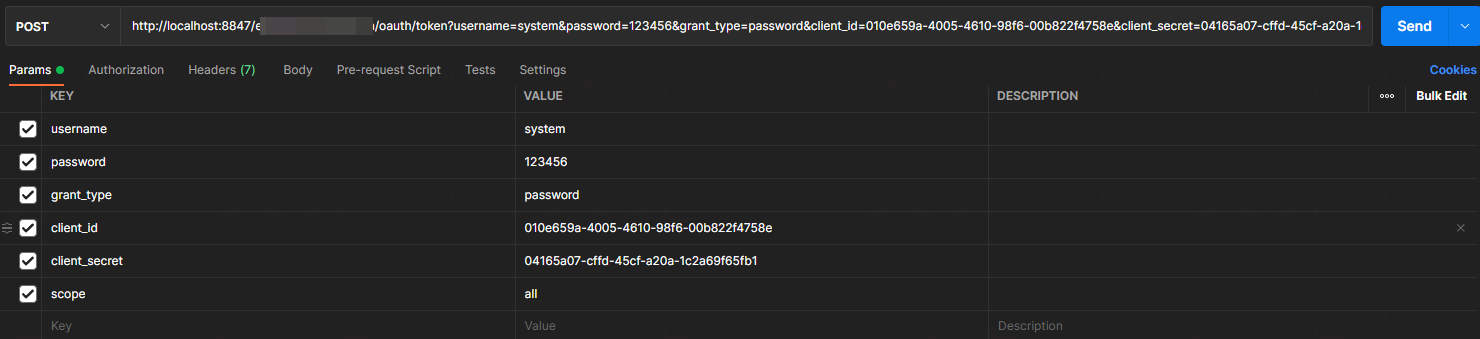 POST http://localhost:8847/e /oauth/token?username=system&password=123456&grant_type=password&client_id=010e659a-4005-4610-98f6-00b822f4758e&client_secret=04165a07-cffd-45cf-a20a-1 Send
Params Authorization Headers (7) Body Pre-request Script Tests Settings Cookies
KEY VALUE DESCRIPTION Bulk Edit
username system
password 123456
grant_type password
client_id 010e659a-4005-4610-98f6-00b822f4758e
client_secret 04165a07-cffd-45cf-a20a-1c2a69f65fb1
scope all
Key Value Description